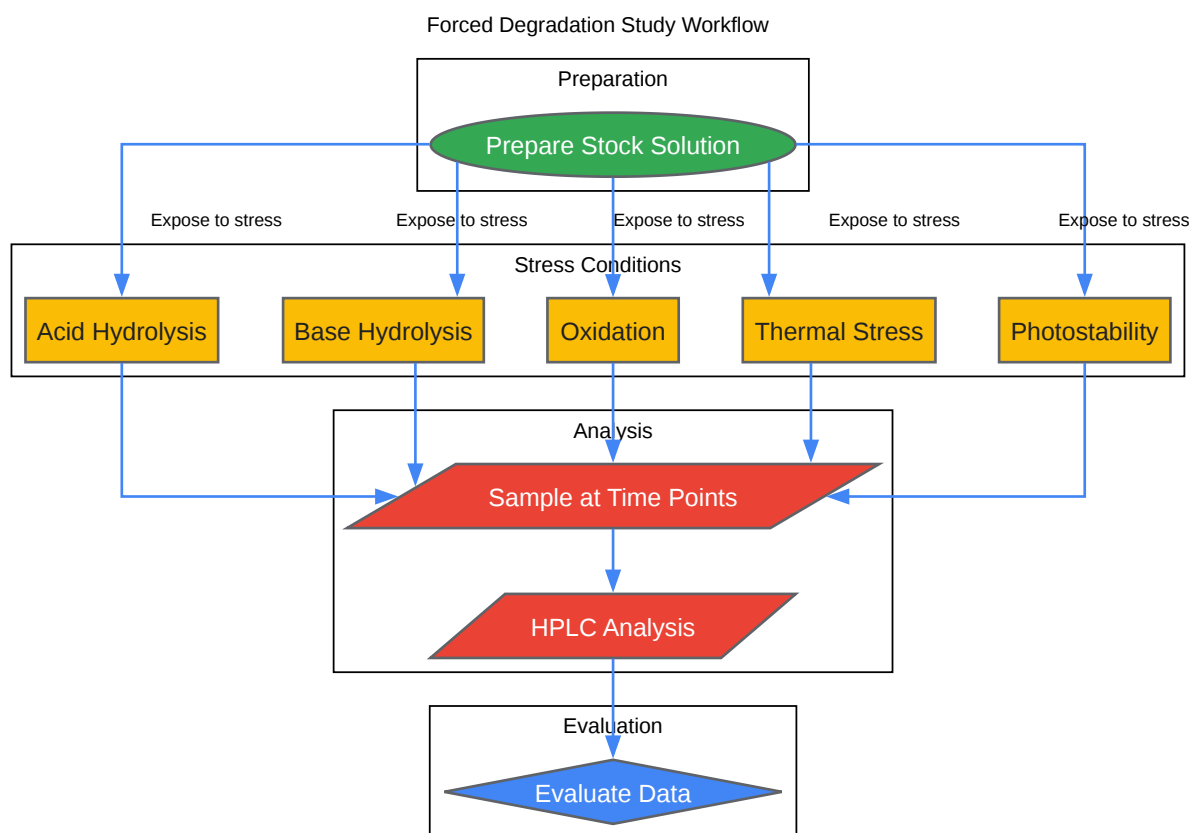 Forced Degradation Study Workflow
Preparation
Prepare Stock Solution
Expose to stress
Expose to stress
Expose to stress
Expose to stress
Expose to stress
Stress Conditions
Acid Hydrolysis
Base Hydrolysis
Oxidation
Thermal Stress
Photostability
Analysis
Sample at Time Points
HPLC Analysis
Evaluation
Evaluate Data